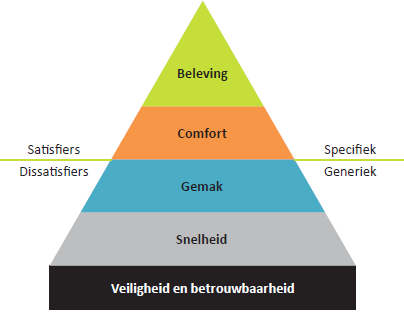 Beleving
Comfort
Satisfiers
Specifiek
Dissatisfiers
Generiek
Gemak
Snelheid
Veiligheid en betrouwbaarheid